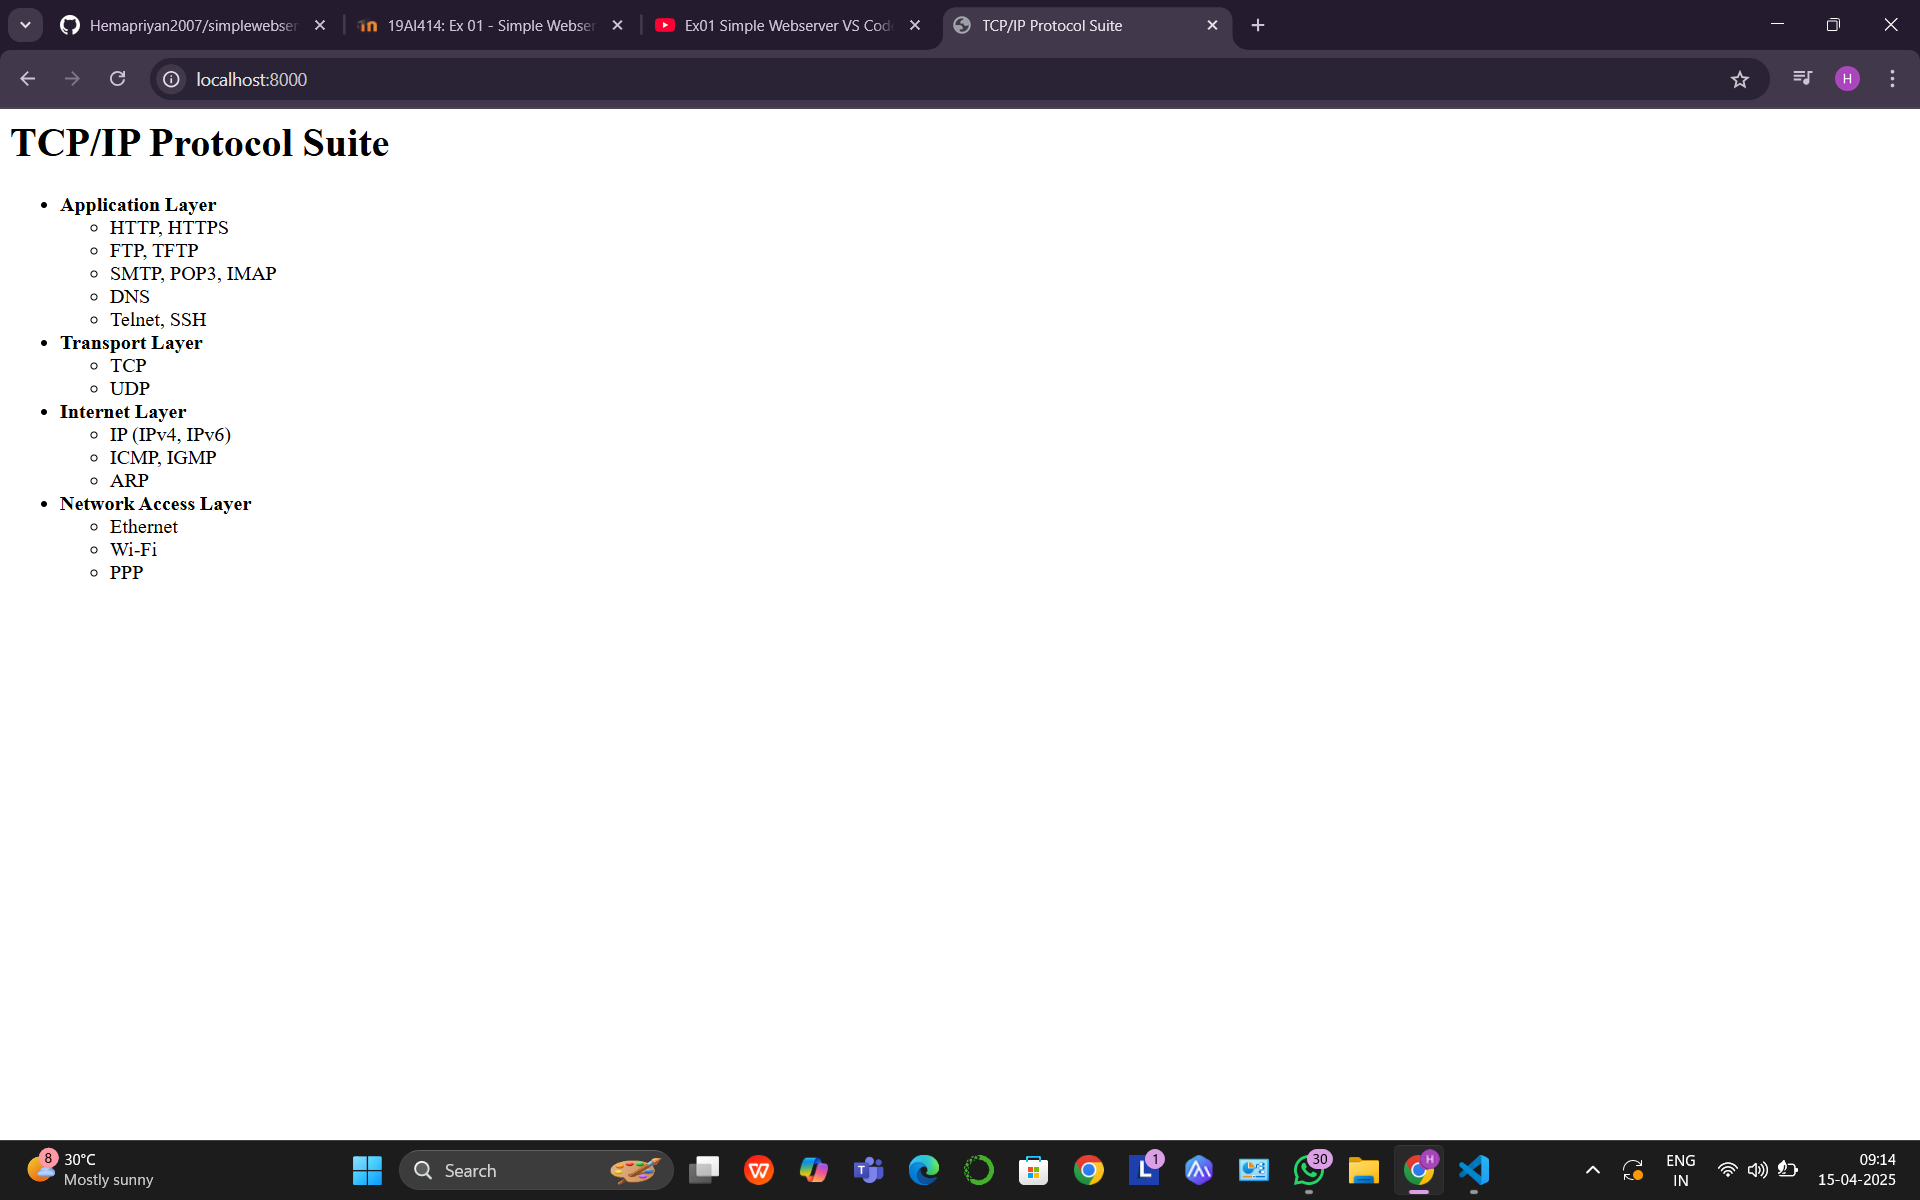 Hemapriyan2007/simplewebser
19AI414: Ex 01 - Simple Webser
Ex01 Simple Webserver VS Cod
TCP/IP Protocol Suite
localhost:8000
H
TCP/IP Protocol Suite
Application Layer
HTTP, HTTPS
FTP, TFTP
SMTP, POP3, IMAP
DNS
Telnet, SSH
Transport Layer
TCP
UDP
Internet Layer
IP (IPv4, IPv6)
ICMP, IGMP
ARP
Network Access Layer
Ethernet
Wi-Fi
PPP
8
30°C
Mostly sunny
Search
1
30
H
ENG
IN
09:14
15-04-2025